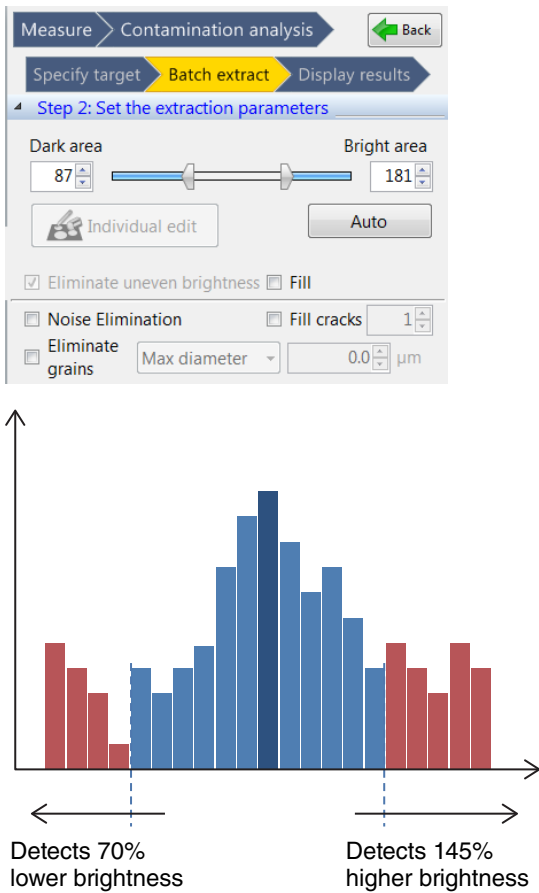 Measure Contamination analysis Back
Specify target Batch extract Display results
Step 2: Set the extraction parameters
Dark area Bright area
87 181
Individual edit Auto
Eliminate uneven brightness Fill
Noise Elimination Fill cracks 1
Eliminate
grains Max diameter 0.0 µm
Detects 70%
lower brightness
Detects 145%
higher brightness